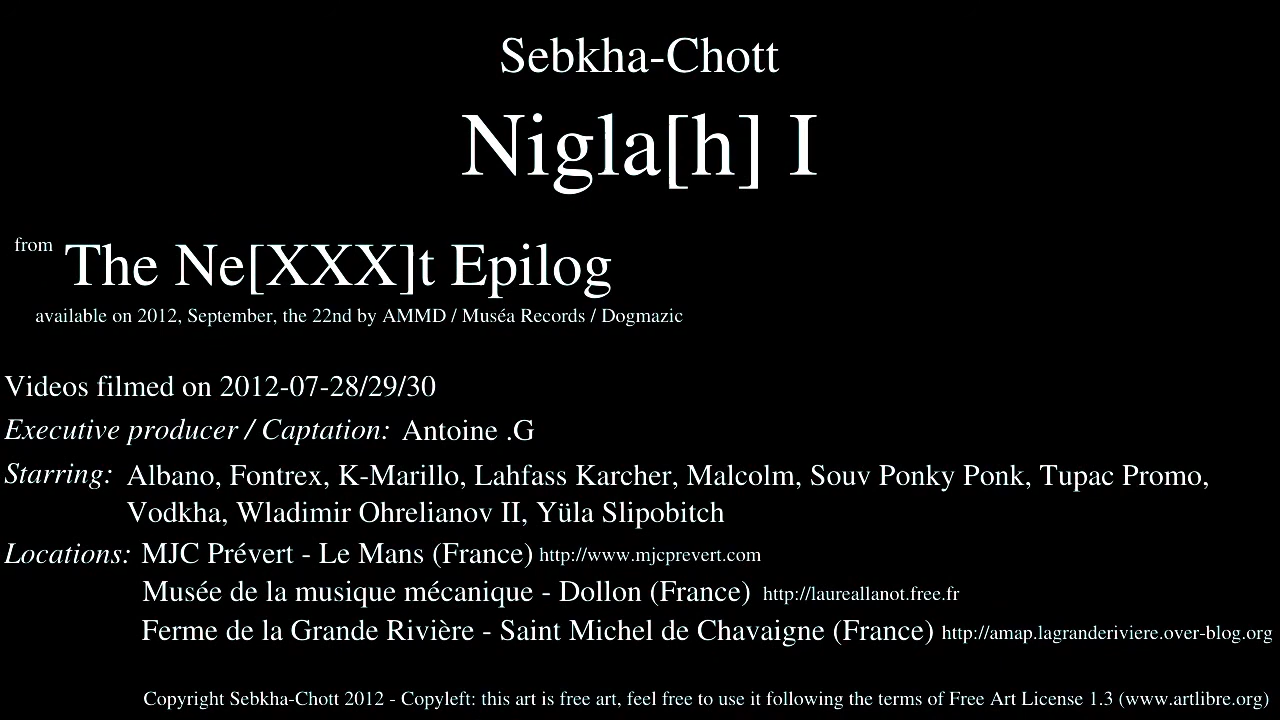 Sebkha-Chott
Nigla[h] I
from The Ne[XXX]t Epilog
available on 2012, September, the 22nd by AMMD / Muséa Records / Dogmazic
Videos filmed on 2012-07-28/29/30
Executive producer / Captation: Antoine .G
Starring: Albano, Fontrex, K-Marillo, Lahfass Karcher, Malcolm, Souv Ponky Ponk, Tupac Promo,
Vodkha, Wladimir Ohrelianov II, Yüla Slipobitch
Locations: MJC Prévert - Le Mans (France) http://www.mjcprevert.com
Musée de la musique mécanique - Dollon (France) http://laureallanot.free.fr
Ferme de la Grande Rivière - Saint Michel de Chavaigne (France) http://amap.lagranderiviere.over-blog.org
Copyright Sebkha-Chott 2012 - Copyleft: this art is free art, feel free to use it following the terms of Free Art License 1.3 (www.artlibre.org)